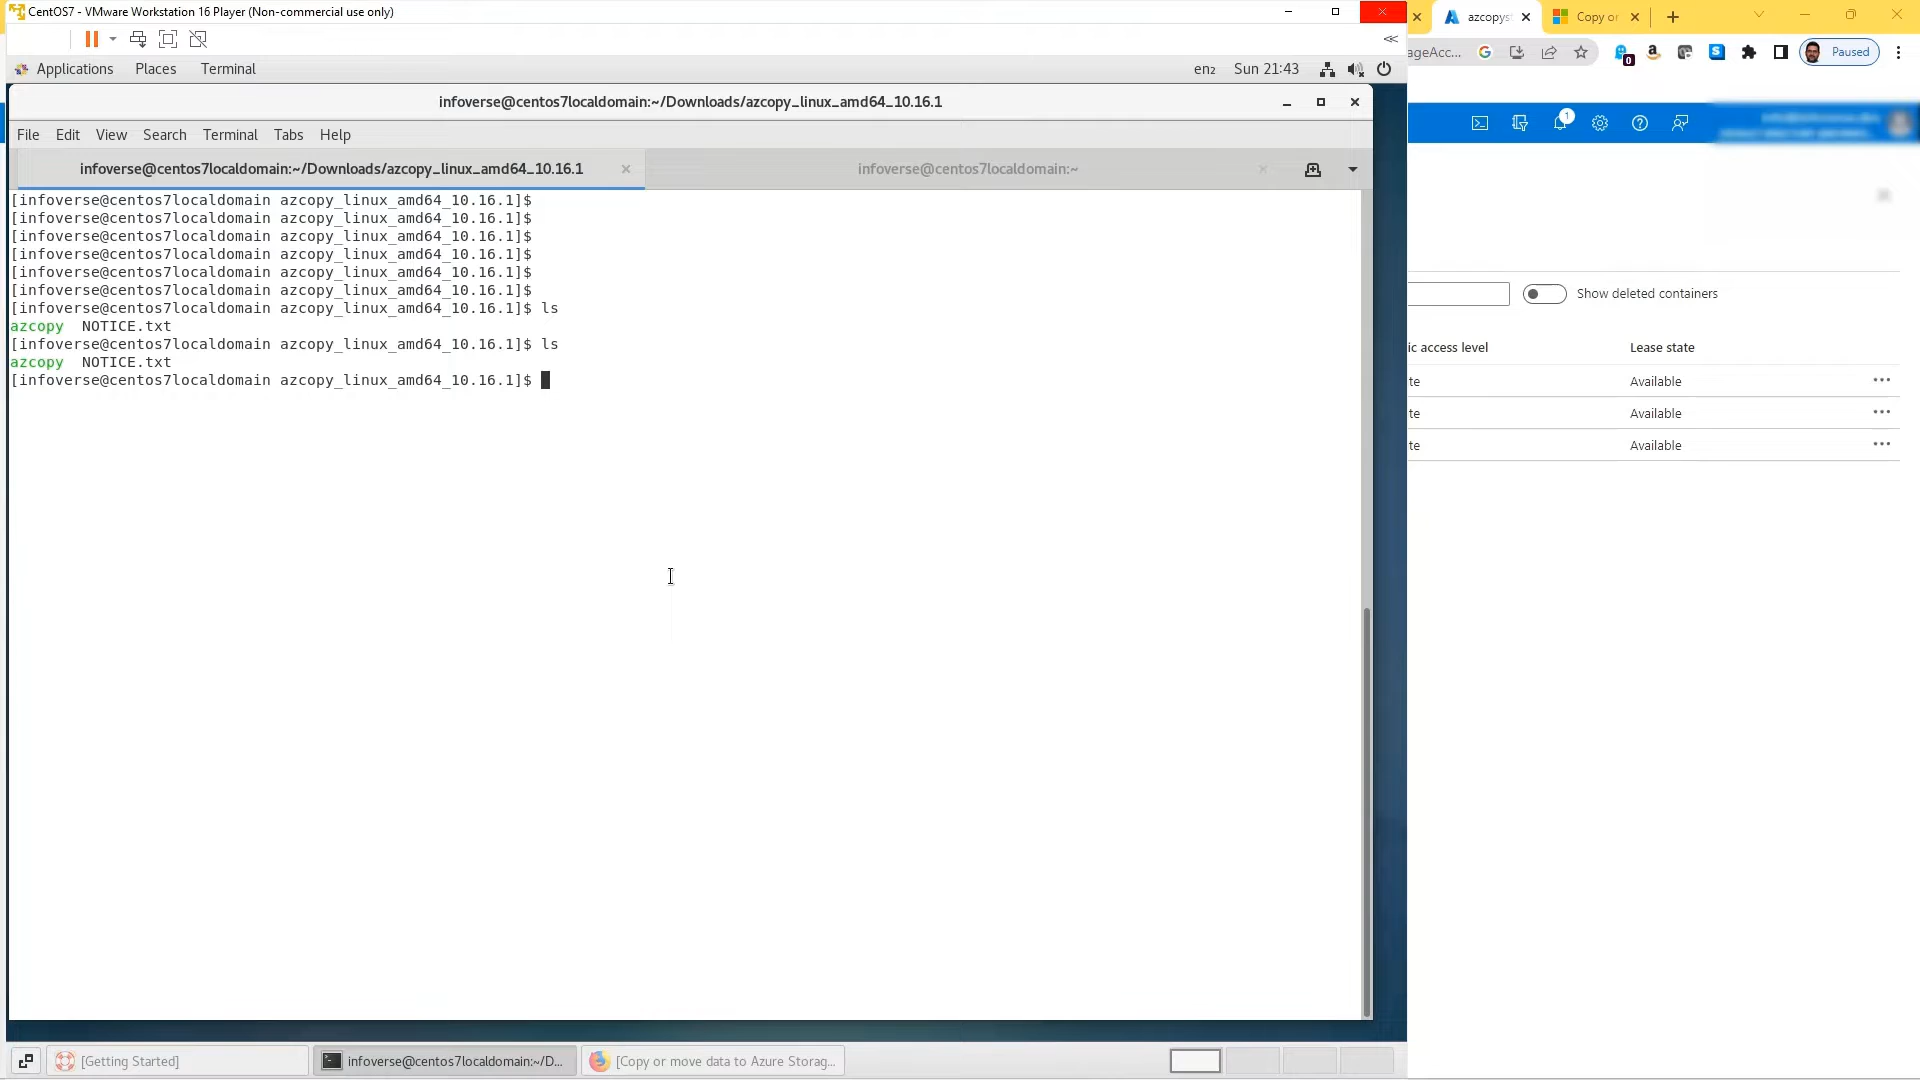 CentOS7 - VMware Workstation 16 Player (Non-commercial use only)
azcopys
Copy or
ageAcc...
0
Paused
Applications Places Terminal
en₂ Sun 21:43
infoverse@centos7localdomain:~/Downloads/azcopy_linux_amd64_10.16.1
1
File Edit View Search Terminal Tabs Help
infoverse@centos7localdomain:~/Downloads/azcopy_linux_amd64_10.16.1
infoverse@centos7localdomain:~
[infoverse@centos7localdomain azcopy_linux_amd64_10.16.1]$
[infoverse@centos7localdomain azcopy_linux_amd64_10.16.1]$
[infoverse@centos7localdomain azcopy_linux_amd64_10.16.1]$
[infoverse@centos7localdomain azcopy_linux_amd64_10.16.1]$
[infoverse@centos7localdomain azcopy_linux_amd64_10.16.1]$
[infoverse@centos7localdomain azcopy_linux_amd64_10.16.1]$
[infoverse@centos7localdomain azcopy_linux_amd64_10.16.1]$ ls
azcopy NOTICE.txt
[infoverse@centos7localdomain azcopy_linux_amd64_10.16.1]$ ls
azcopy NOTICE.txt
[infoverse@centos7localdomain azcopy_linux_amd64_10.16.1]$
Show deleted containers
ic access level Lease state
te Available
te Available
te Available
[Getting Started]
infoverse@centos7localdomain:~/D...
[Copy or move data to Azure Storag...